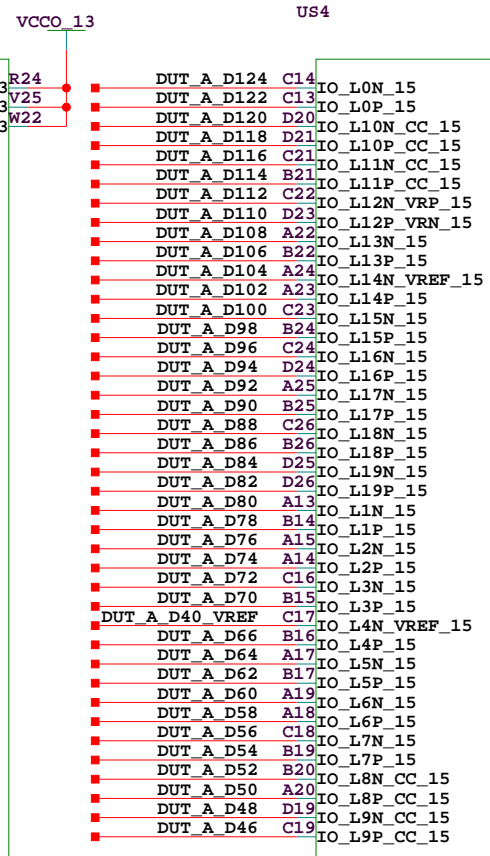 US4
VCCO_13
3 R24
3 V25
3 W22
DUT_A_D124 C14 IO_L0N_15
DUT_A_D122 C13 IO_L0P_15
DUT_A_D120 D20 IO_L10N_CC_15
DUT_A_D118 D21 IO_L10P_CC_15
DUT_A_D116 C21 IO_L11N_CC_15
DUT_A_D114 B21 IO_L11P_CC_15
DUT_A_D112 C22 IO_L12N_VRP_15
DUT_A_D110 D23 IO_L12P_VRN_15
DUT_A_D108 A22 IO_L13N_15
DUT_A_D106 B22 IO_L13P_15
DUT_A_D104 A24 IO_L14N_VREF_15
DUT_A_D102 A23 IO_L14P_15
DUT_A_D100 C23 IO_L15N_15
DUT_A_D98 B24 IO_L15P_15
DUT_A_D96 C24 IO_L16N_15
DUT_A_D94 D24 IO_L16P_15
DUT_A_D92 A25 IO_L17N_15
DUT_A_D90 B25 IO_L17P_15
DUT_A_D88 C26 IO_L18N_15
DUT_A_D86 B26 IO_L18P_15
DUT_A_D84 D25 IO_L19N_15
DUT_A_D82 D26 IO_L19P_15
DUT_A_D80 A13 IO_L1N_15
DUT_A_D78 B14 IO_L1P_15
DUT_A_D76 A15 IO_L2N_15
DUT_A_D74 A14 IO_L2P_15
DUT_A_D72 C16 IO_L3N_15
DUT_A_D70 B15 IO_L3P_15
DUT_A_D40_VREF C17 IO_L4N_VREF_15
DUT_A_D66 B16 IO_L4P_15
DUT_A_D64 A17 IO_L5N_15
DUT_A_D62 B17 IO_L5P_15
DUT_A_D60 A19 IO_L6N_15
DUT_A_D58 A18 IO_L6P_15
DUT_A_D56 C18 IO_L7N_15
DUT_A_D54 B19 IO_L7P_15
DUT_A_D52 B20 IO_L8N_CC_15
DUT_A_D50 A20 IO_L8P_CC_15
DUT_A_D48 D19 IO_L9N_CC_15
DUT_A_D46 C19 IO_L9P_CC_15